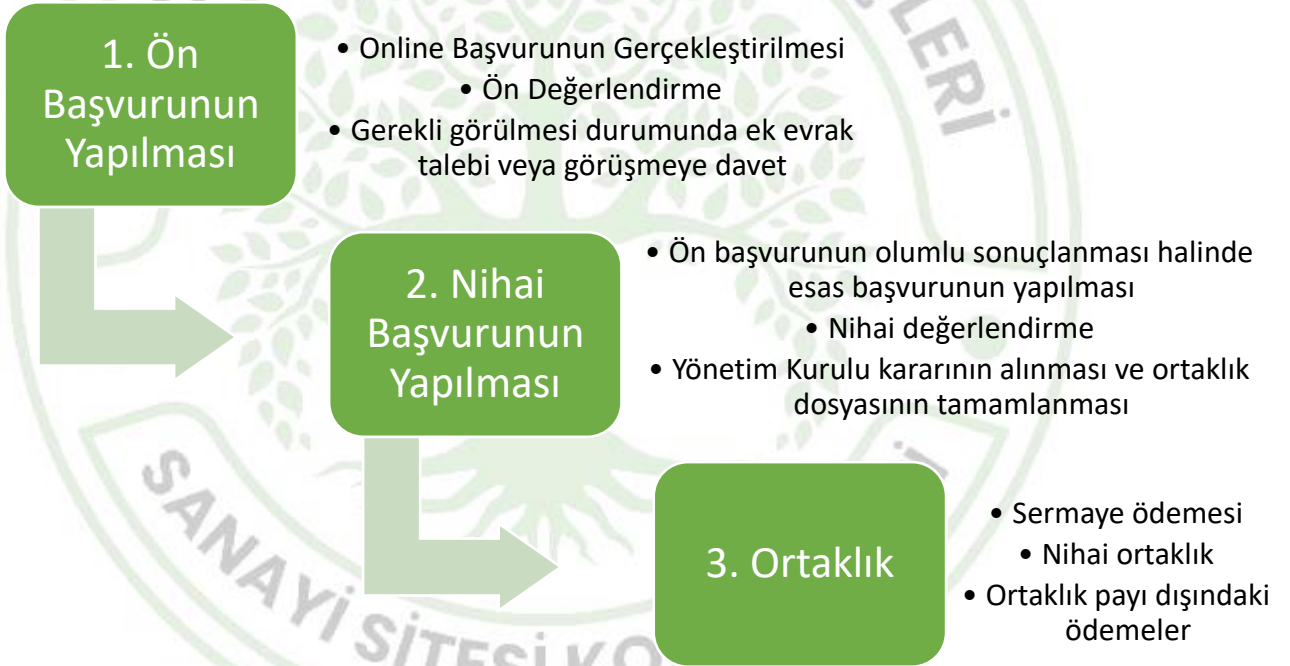 1. Ön
Başvurunun
Yapılması
• Online Başvurunun Gerçekleştirilmesi
• Ön Değerlendirme
• Gerekli görülmesi durumunda ek evrak
talebi veya görüşmeye davet
2. Nihai
Başvurunun
Yapılması
• Ön başvurunun olumlu sonuçlanması halinde
esas başvurunun yapılması
• Nihai değerlendirme
• Yönetim Kurulu kararının alınması ve ortaklık
dosyasının tamamlanması
3. Ortaklık
• Sermaye ödemesi
• Nihai ortaklık
• Ortaklık payı dışındaki
ödemeler
SANAYİ SİTESİ